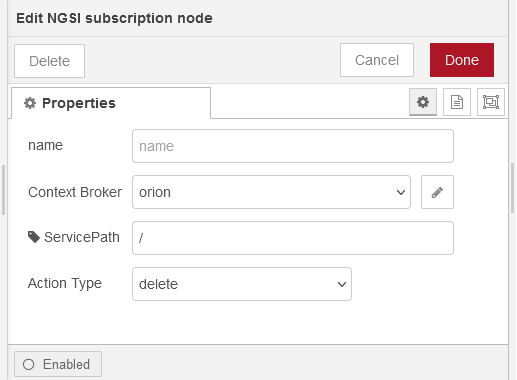 Edit NGSI subscription node
Delete
Cancel
Done
Properties
name
name
Context Broker
orion
ServicePath
/
Action Type
delete
Enabled